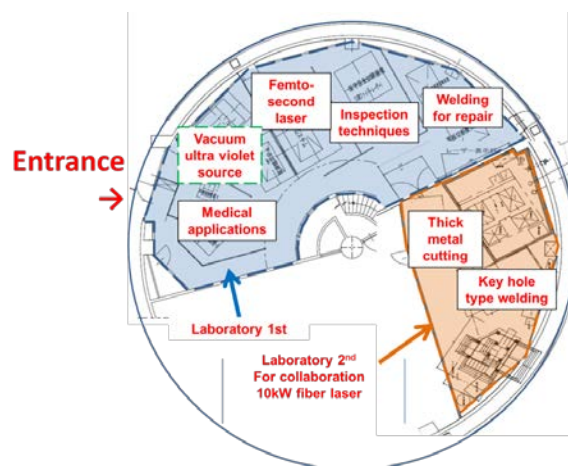 Femto-
second
laser
Inspection
techniques
Welding
for repair
Entrance
→
Vacuum
ultra violet
source
Medical
applications
Thick
metal
cutting
Key hole
type welding
Laboratory 1st
Laboratory 2nd
For collaboration
10kW fiber laser